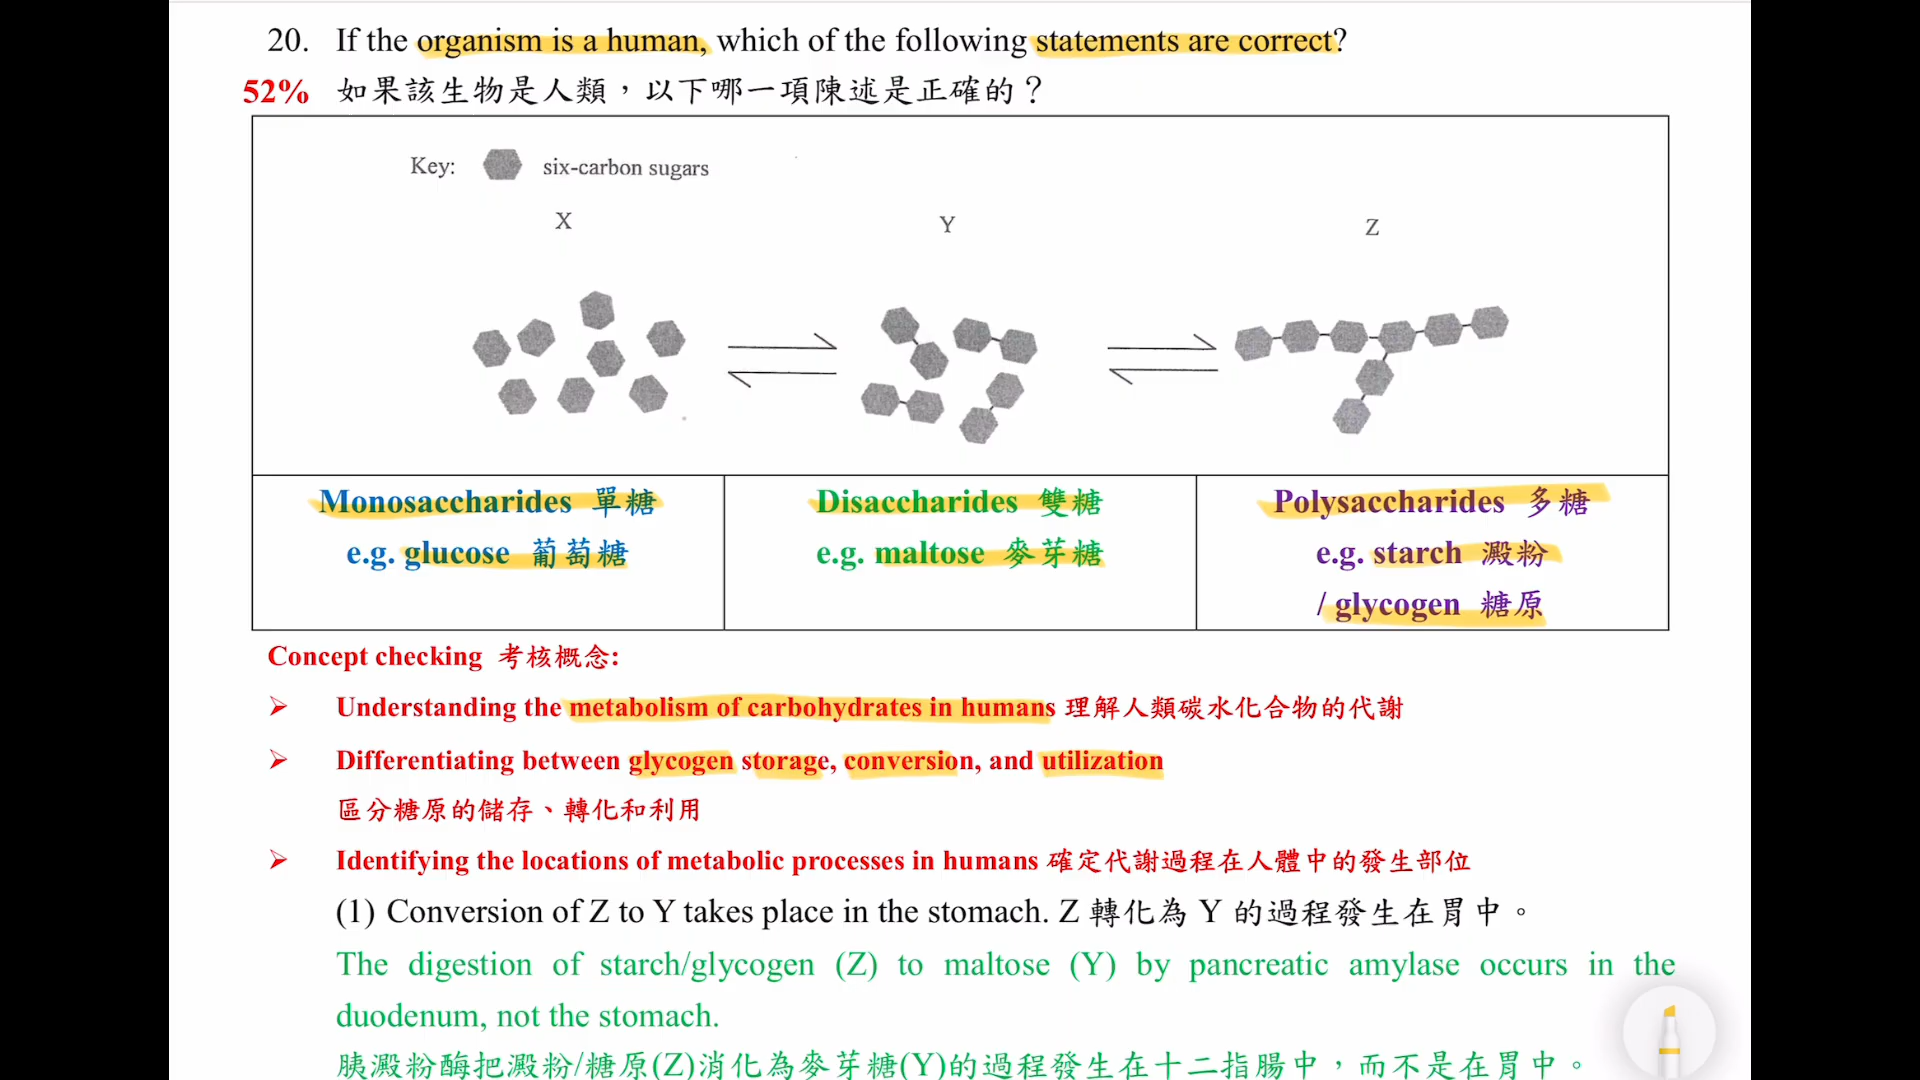 20. If the organism is a human, which of the following statements are correct?
52% 如果該生物是人類，以下哪一項陳述是正確的？
Key: six-carbon sugars
X Y Z
Monosaccharides 單糖
e.g. glucose 葡萄糖
Disaccharides 雙糖
e.g. maltose 麥芽糖
Polysaccharides 多糖
e.g. starch 澱粉
/ glycogen 糖原
Concept checking 考核概念:
➢ Understanding the metabolism of carbohydrates in humans 理解人類碳水化合物的代謝
➢ Differentiating between glycogen storage, conversion, and utilization
區分糖原的儲存、轉化和利用
➢ Identifying the locations of metabolic processes in humans 確定代謝過程在人體中的發生部位
(1) Conversion of Z to Y takes place in the stomach. Z 轉化為 Y 的過程發生在胃中。
The digestion of starch/glycogen (Z) to maltose (Y) by pancreatic amylase occurs in the
duodenum, not the stomach.
胰澱粉酶把澱粉/糖原(Z)消化為麥芽糖(Y)的過程發生在十二指腸中，而不是在胃中。